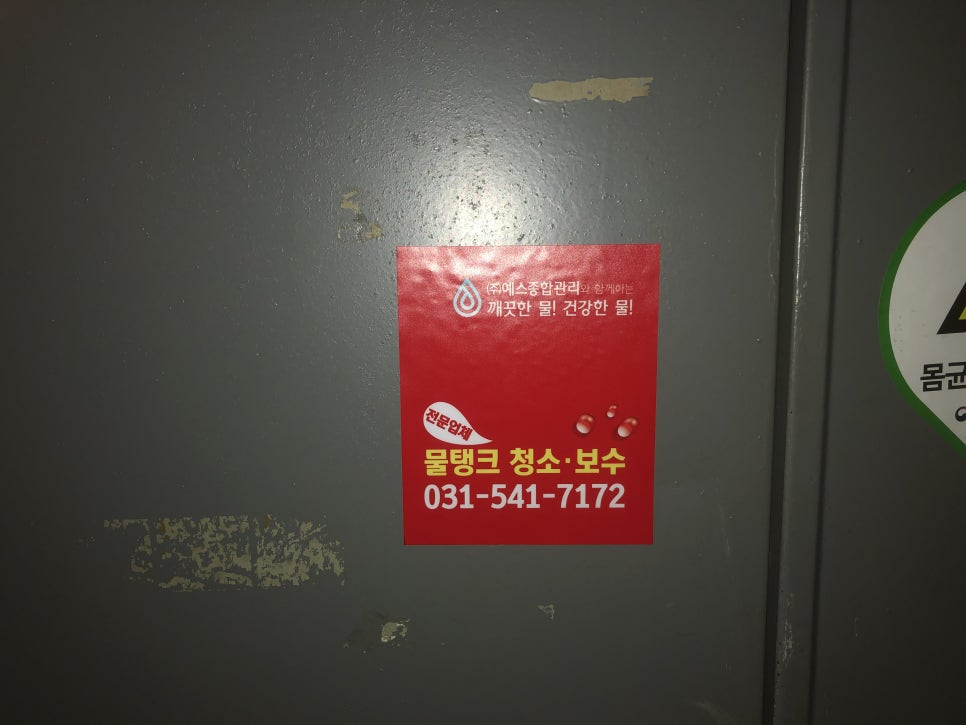 (주)예스종합관리와 함께하는
깨끗한 물! 건강한 물!
전문업체
물탱크 청소·보수
031-541-7172
몸균